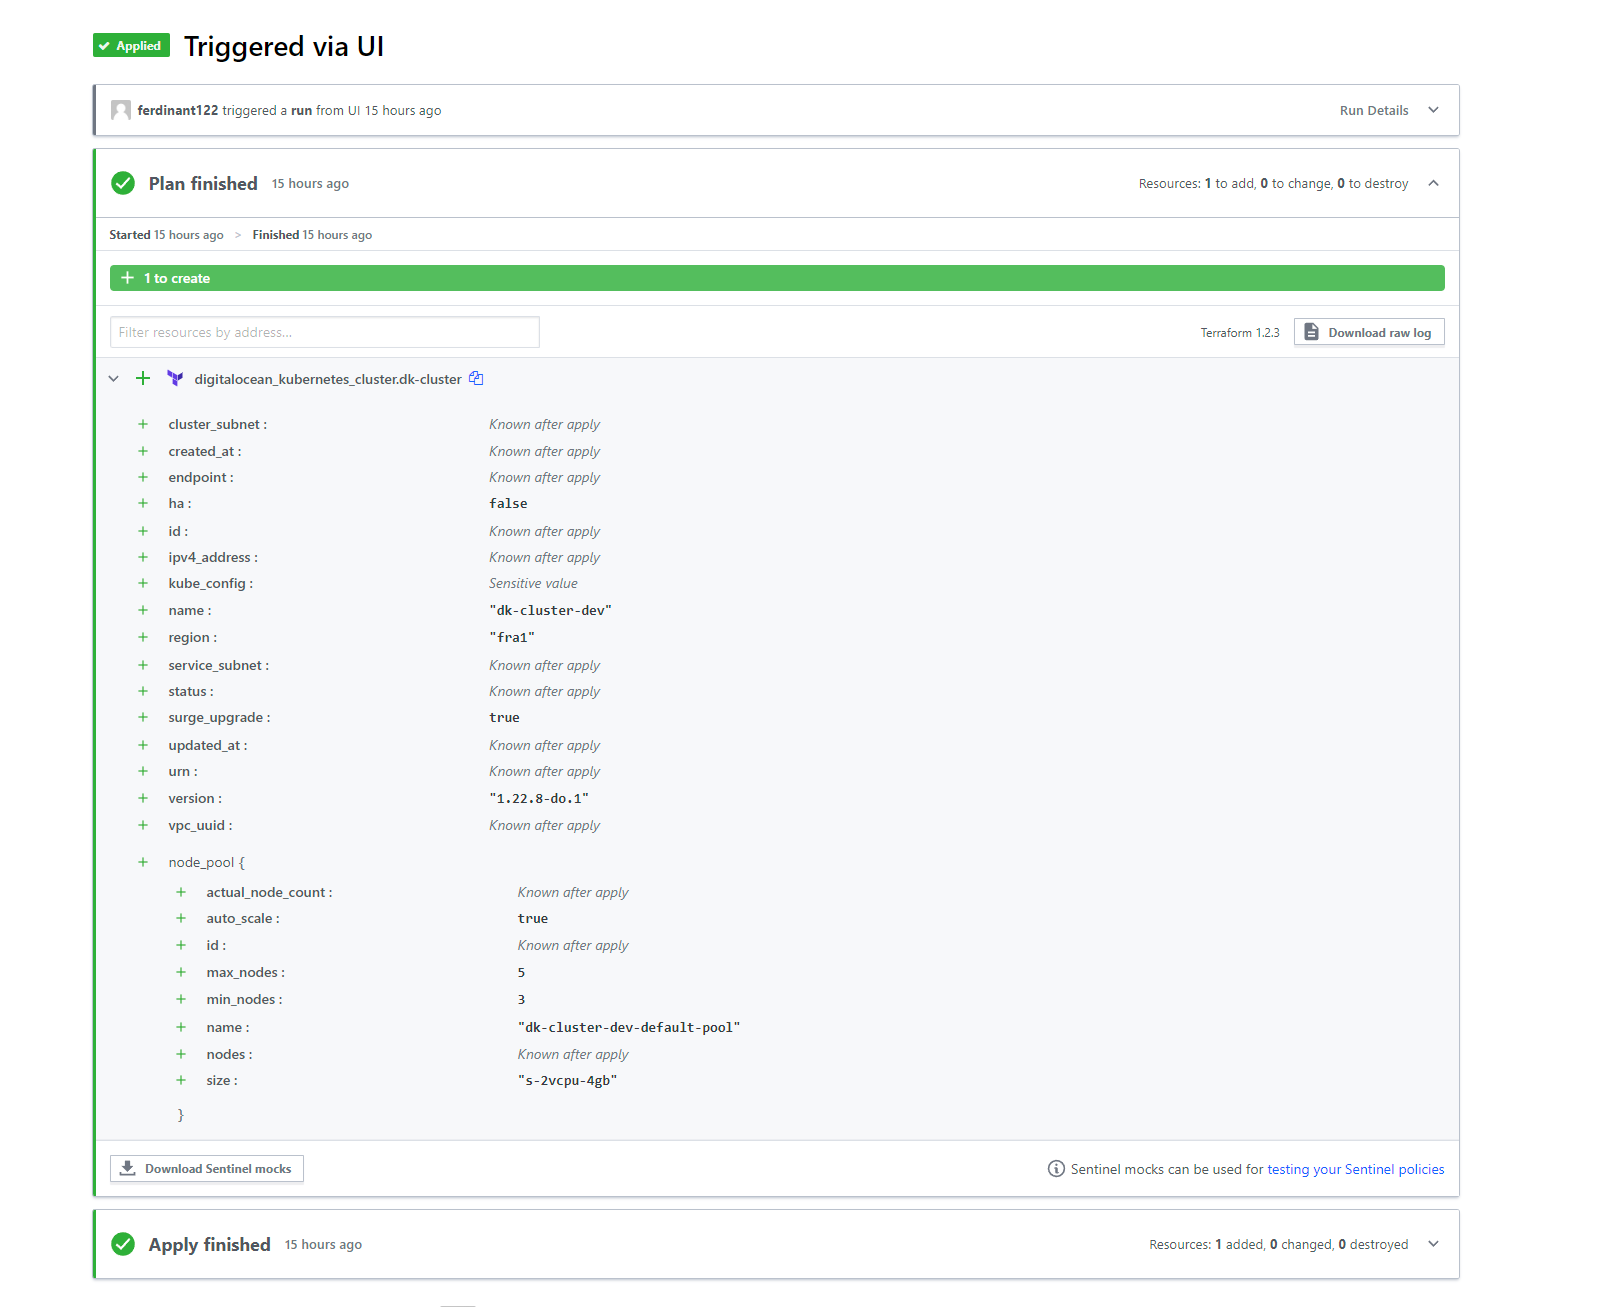 Applied Triggered via UI
ferdinant122 triggered a run from UI 15 hours ago Run Details
Plan finished 15 hours ago Resources: 1 to add, 0 to change, 0 to destroy
Started 15 hours ago > Finished 15 hours ago
+ 1 to create
Filter resources by address... Terraform 1.2.3 Download raw log
+ digitalocean_kubernetes_cluster.dk-cluster
+ cluster_subnet : Known after apply
+ created_at : Known after apply
+ endpoint : Known after apply
+ ha : false
+ id : Known after apply
+ ipv4_address : Known after apply
+ kube_config : Sensitive value
+ name : "dk-cluster-dev"
+ region : "fra1"
+ service_subnet : Known after apply
+ status : Known after apply
+ surge_upgrade : true
+ updated_at : Known after apply
+ urn : Known after apply
+ version : "1.22.8-do.1"
+ vpc_uuid : Known after apply
+ node_pool {
+ actual_node_count : Known after apply
+ auto_scale : true
+ id : Known after apply
+ max_nodes : 5
+ min_nodes : 3
+ name : "dk-cluster-dev-default-pool"
+ nodes : Known after apply
+ size : "s-2vcpu-4gb"
}
Download Sentinel mocks Sentinel mocks can be used for testing your Sentinel policies
Apply finished 15 hours ago Resources: 1 added, 0 changed, 0 destroyed